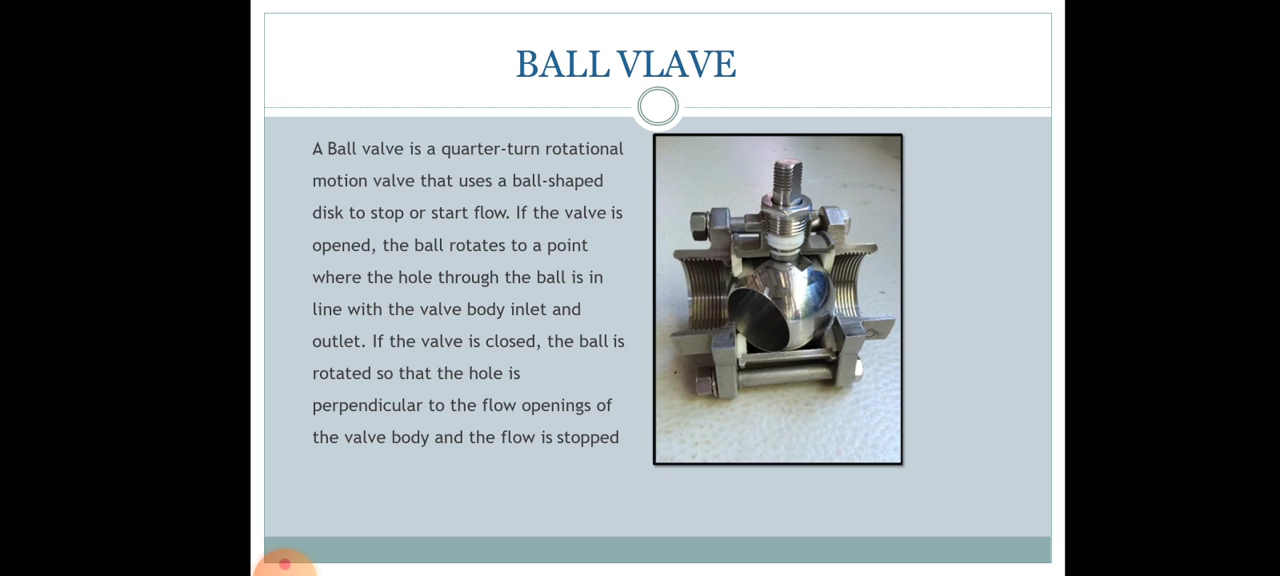 BALL VLAVE
A Ball valve is a quarter-turn rotational
motion valve that uses a ball-shaped
disk to stop or start flow. If the valve is
opened, the ball rotates to a point
where the hole through the ball is in
line with the valve body inlet and
outlet. If the valve is closed, the ball is
rotated so that the hole is
perpendicular to the flow openings of
the valve body and the flow is stopped